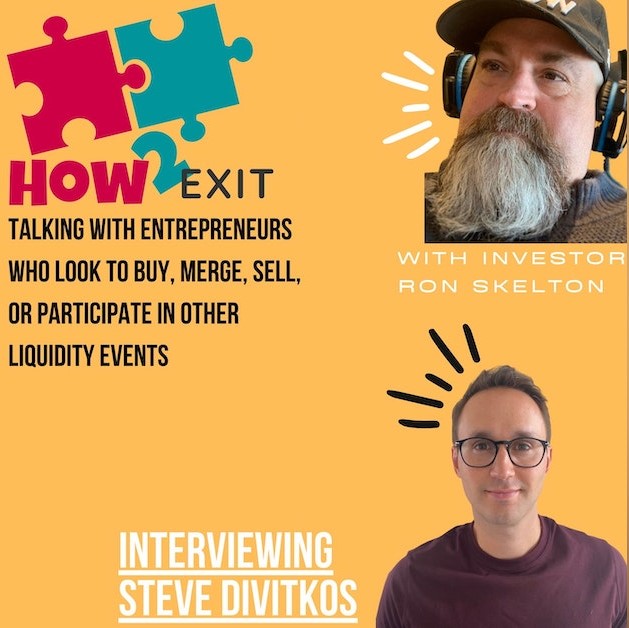 HOW2EXIT
TALKING WITH ENTREPRENEURS
WHO LOOK TO BUY, MERGE, SELL,
OR PARTICIPATE IN OTHER
LIQUIDITY EVENTS
WITH INVESTOR
RON SKELTON
INTERVIEWING
STEVE DIVITKOS